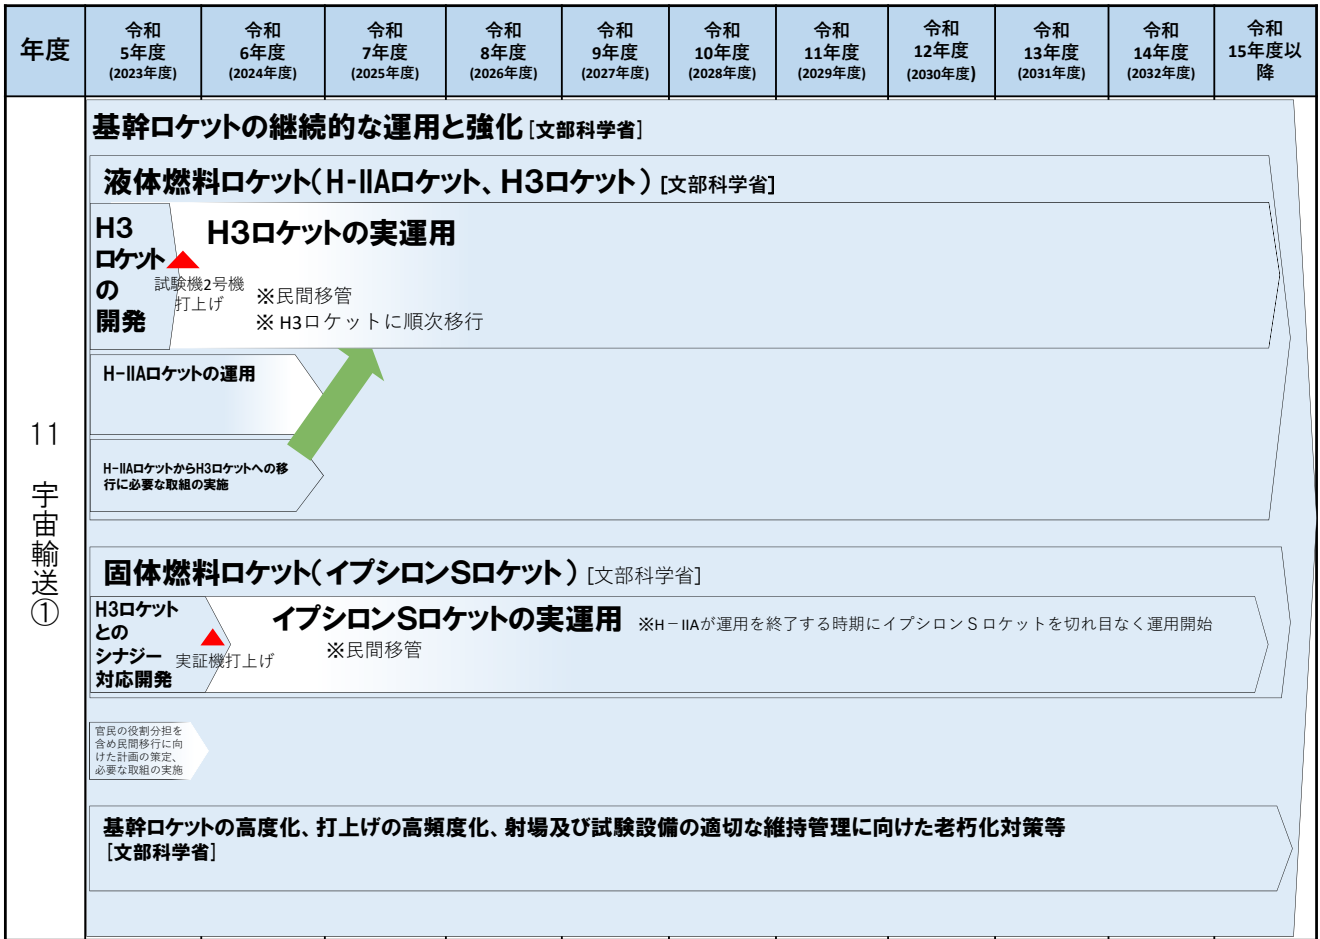 年度
令和
5年度
(2023年度)
令和
6年度
(2024年度)
令和
7年度
(2025年度)
令和
8年度
(2026年度)
令和
9年度
(2027年度)
令和
10年度
(2028年度)
令和
11年度
(2029年度)
令和
12年度
(2030年度)
令和
13年度
(2031年度)
令和
14年度
(2032年度)
令和
15年度以
降
11 宇宙輸送①
基幹ロケットの継続的な運用と強化 [文部科学省]
液体燃料ロケット(H-IIAロケット、H3ロケット) [文部科学省]
H3
ロケット
の
開発
試験機2号機
打上げ
H3ロケットの実運用
※民間移管
※ H3ロケットに順次移行
H-IIAロケットの運用
H-IIAロケットからH3ロケットへの移
行に必要な取組の実施
固体燃料ロケット(イプシロンSロケット) [文部科学省]
H3ロケット
との
シナジー
対応開発
実証機打上げ
イプシロンSロケットの実運用 ※H-IIAが運用を終了する時期にイプシロンSロケットを切れ目なく運用開始
※民間移管
官民の役割分担を
含め民間移行に向
けた計画の策定、
必要な取組の実施
基幹ロケットの高度化、打上げの高頻度化、射場及び試験設備の適切な維持管理に向けた老朽化対策等
[文部科学省]